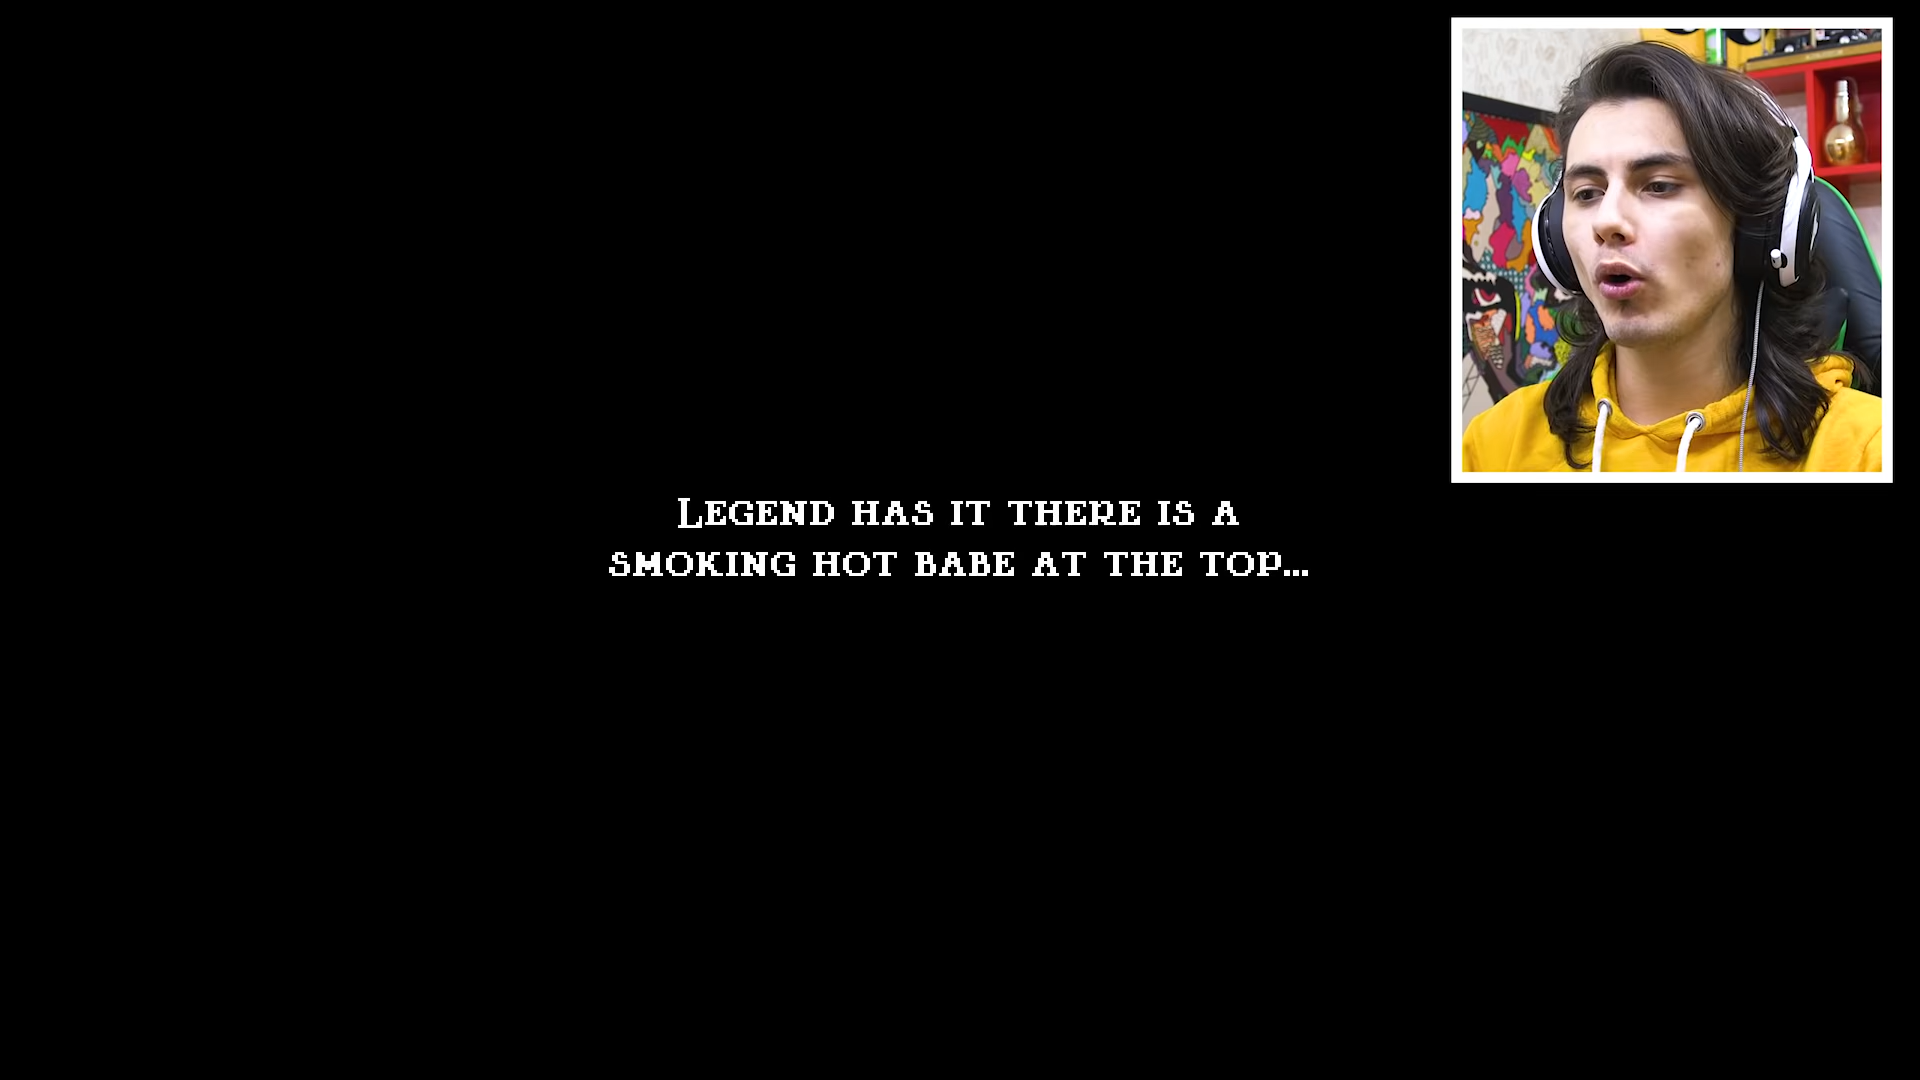 Legend has it there is a
smoking hot babe at the top...